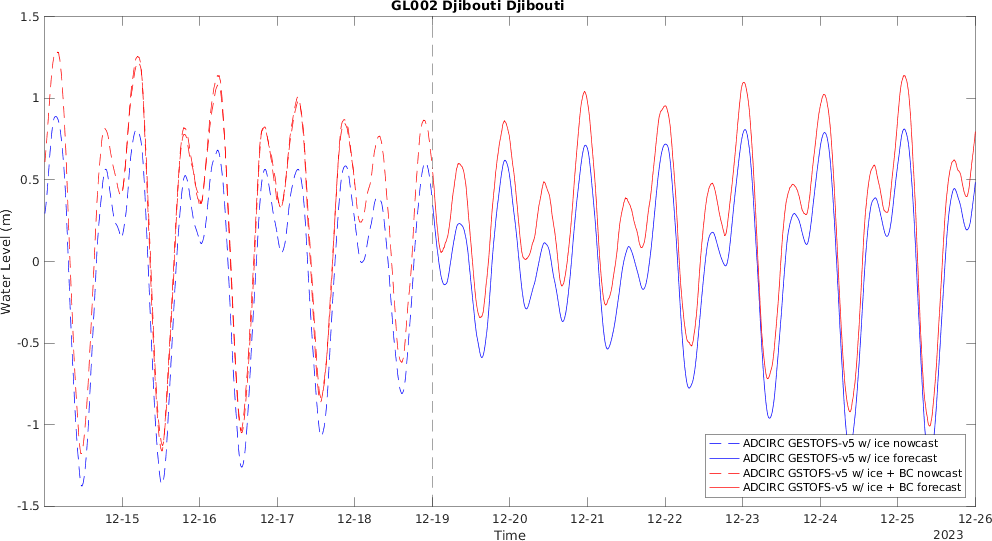 GL002 Djibouti Djibouti
Water Level (m)
1.5
1
0.5
0
-0.5
-1
-1.5
12-15
12-16
12-17
12-18
12-19
12-20
12-21
12-22
12-23
12-24
12-25
12-26
Time
2023
ADCIRC GESTOFS-v5 w/ ice nowcast
ADCIRC GESTOFS-v5 w/ ice forecast
ADCIRC GSTOFS-v5 w/ ice + BC nowcast
ADCIRC GSTOFS-v5 w/ ice + BC forecast